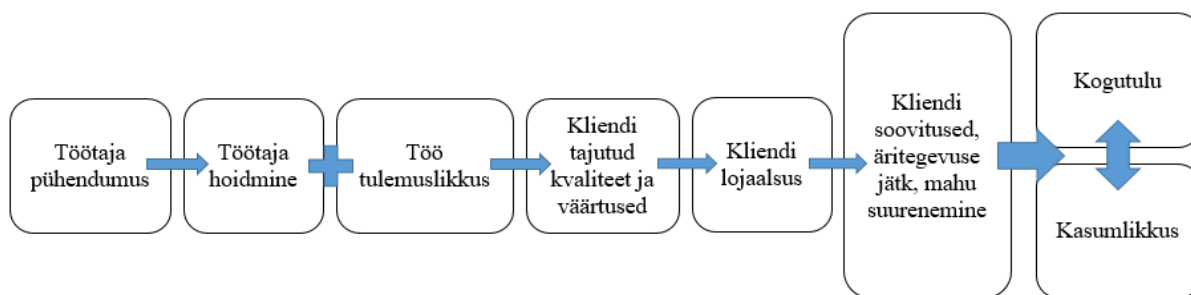 Töötaja
pühendumus
Töötaja
hoidmine
Töö
tulemuslikkus
Kliendi
tajutud
kvaliteet ja
väärtused
Kliendi
lojaalsus
Kliendi
soovitused,
äritegevuse
jätk, mahu
suurenemine
Kogutulu
Kasumlikkus